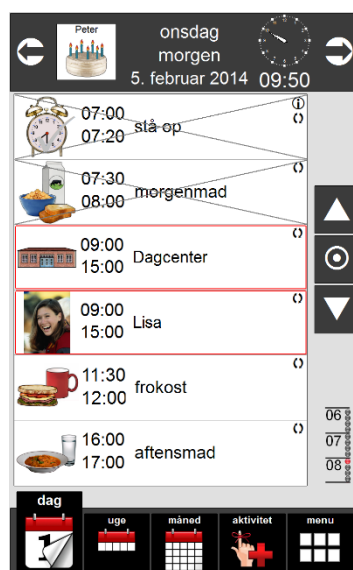 Peter
onsdag
morgen
5. februar 2014
09:50
07:00
07:20
stå op
07:30
08:00
morgenmad
09:00
15:00
Dagcenter
09:00
15:00
Lisa
11:30
12:00
frokost
16:00
17:00
aftensmad
06
07
08
dag
uge
måned
aktivitet
menu
1